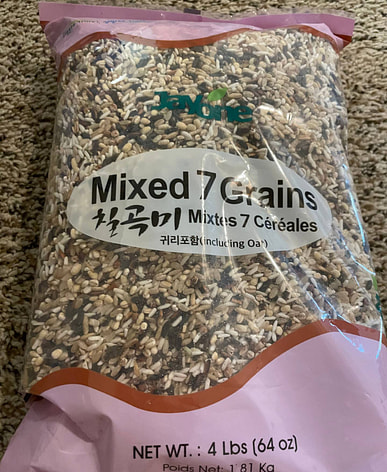 Jayone
Mixed 7 Grains
칠곡미 Mixtes 7 Céréales
귀리포함(including Oat)
NET WT. : 4 Lbs (64 oz)
Poids Net: 1.81 Kg